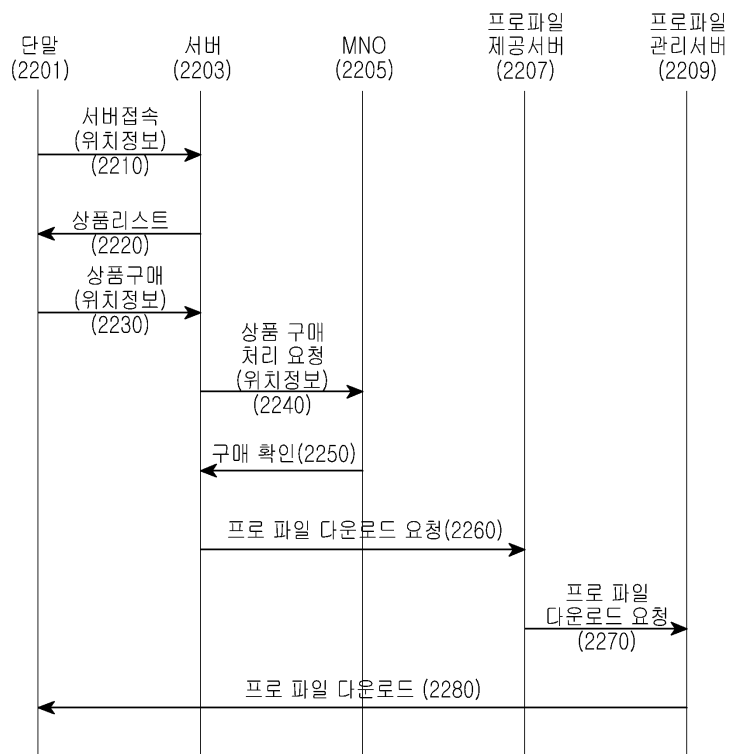 단말
(2201)
서버
(2203)
MNO
(2205)
프로파일
제공서버
(2207)
프로파일
관리서버
(2209)
서버접속
(위치정보)
(2210)
상품리스트
(2220)
상품구매
(위치정보)
(2230)
상품 구매
처리 요청
(위치정보)
(2240)
구매 확인(2250)
프로 파일 다운로드 요청(2260)
프로 파일
다운로드 요청
(2270)
프로 파일 다운로드 (2280)